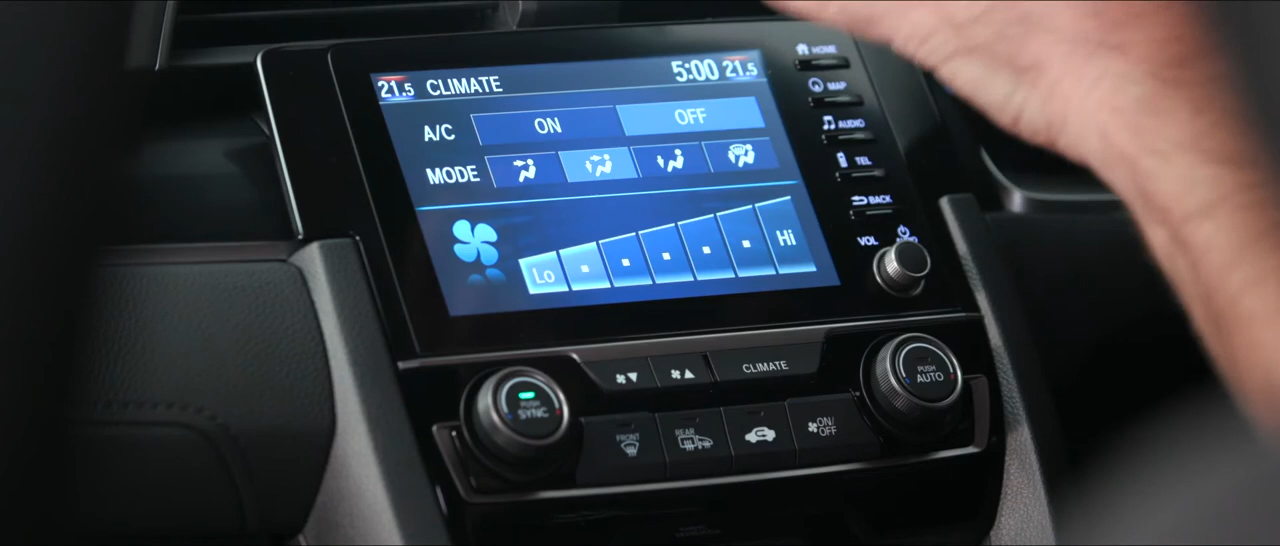 21.5 CLIMATE 5:00 21.5
A/C ON OFF
MODE
Lo Hi
HOME
MAP
AUDIO
TEL
BACK
VOL AUDIO
CLIMATE
PUSH SYNC
PUSH AUTO
FRONT
REAR
ON/OFF